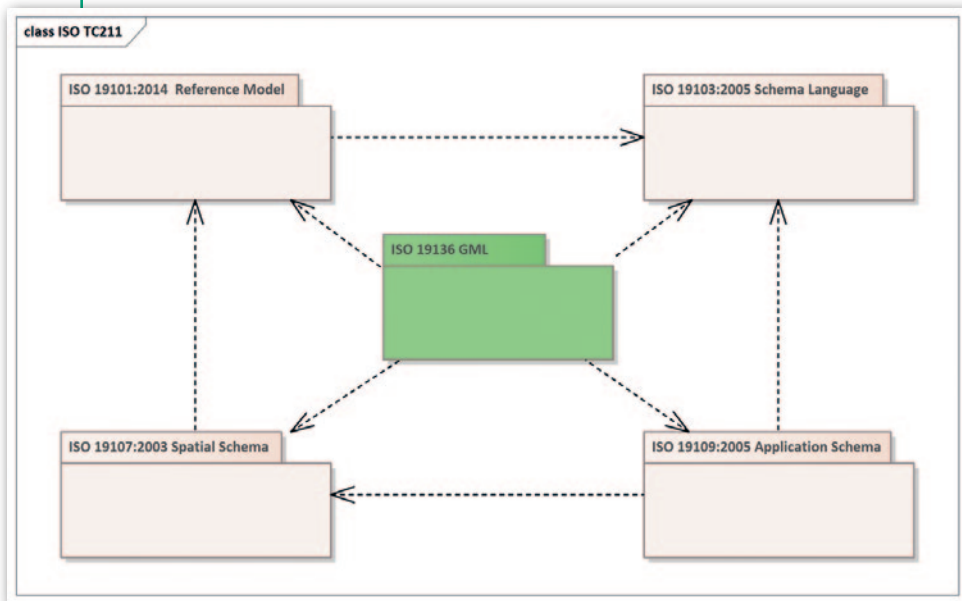 class ISO TC211
ISO 19101:2014 Reference Model
ISO 19103:2005 Schema Language
ISO 19136 GML
ISO 19107:2003 Spatial Schema
ISO 19109:2005 Application Schema